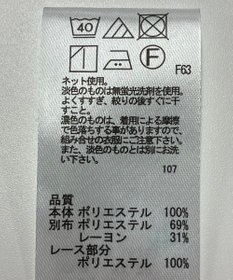 40
F
F63
ネット使用。
淡色のものは無蛍光洗剤を使用。
よくすすぎ、絞りの後すぐに干
すこと。
濃色のものは、着用による摩擦
で色落ちする事がありますので、
組み合せの衣服にご注意下さい。
また、淡色のものとは別にお洗
い下さい。
107
品質
本体 ポリエステル 100%
別布 ポリエステル 69%
レーヨン 31%
レース部分
ポリエステル 100%